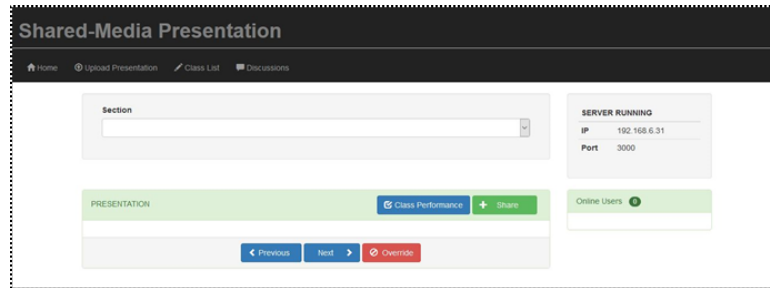 Shared-Media Presentation
Home Upload Presentation Class List Discussions
Section
SERVER RUNNING
IP 192.168.6.31
Port 3000
PRESENTATION Class Performance Share
Online Users 0
Previous Next Override